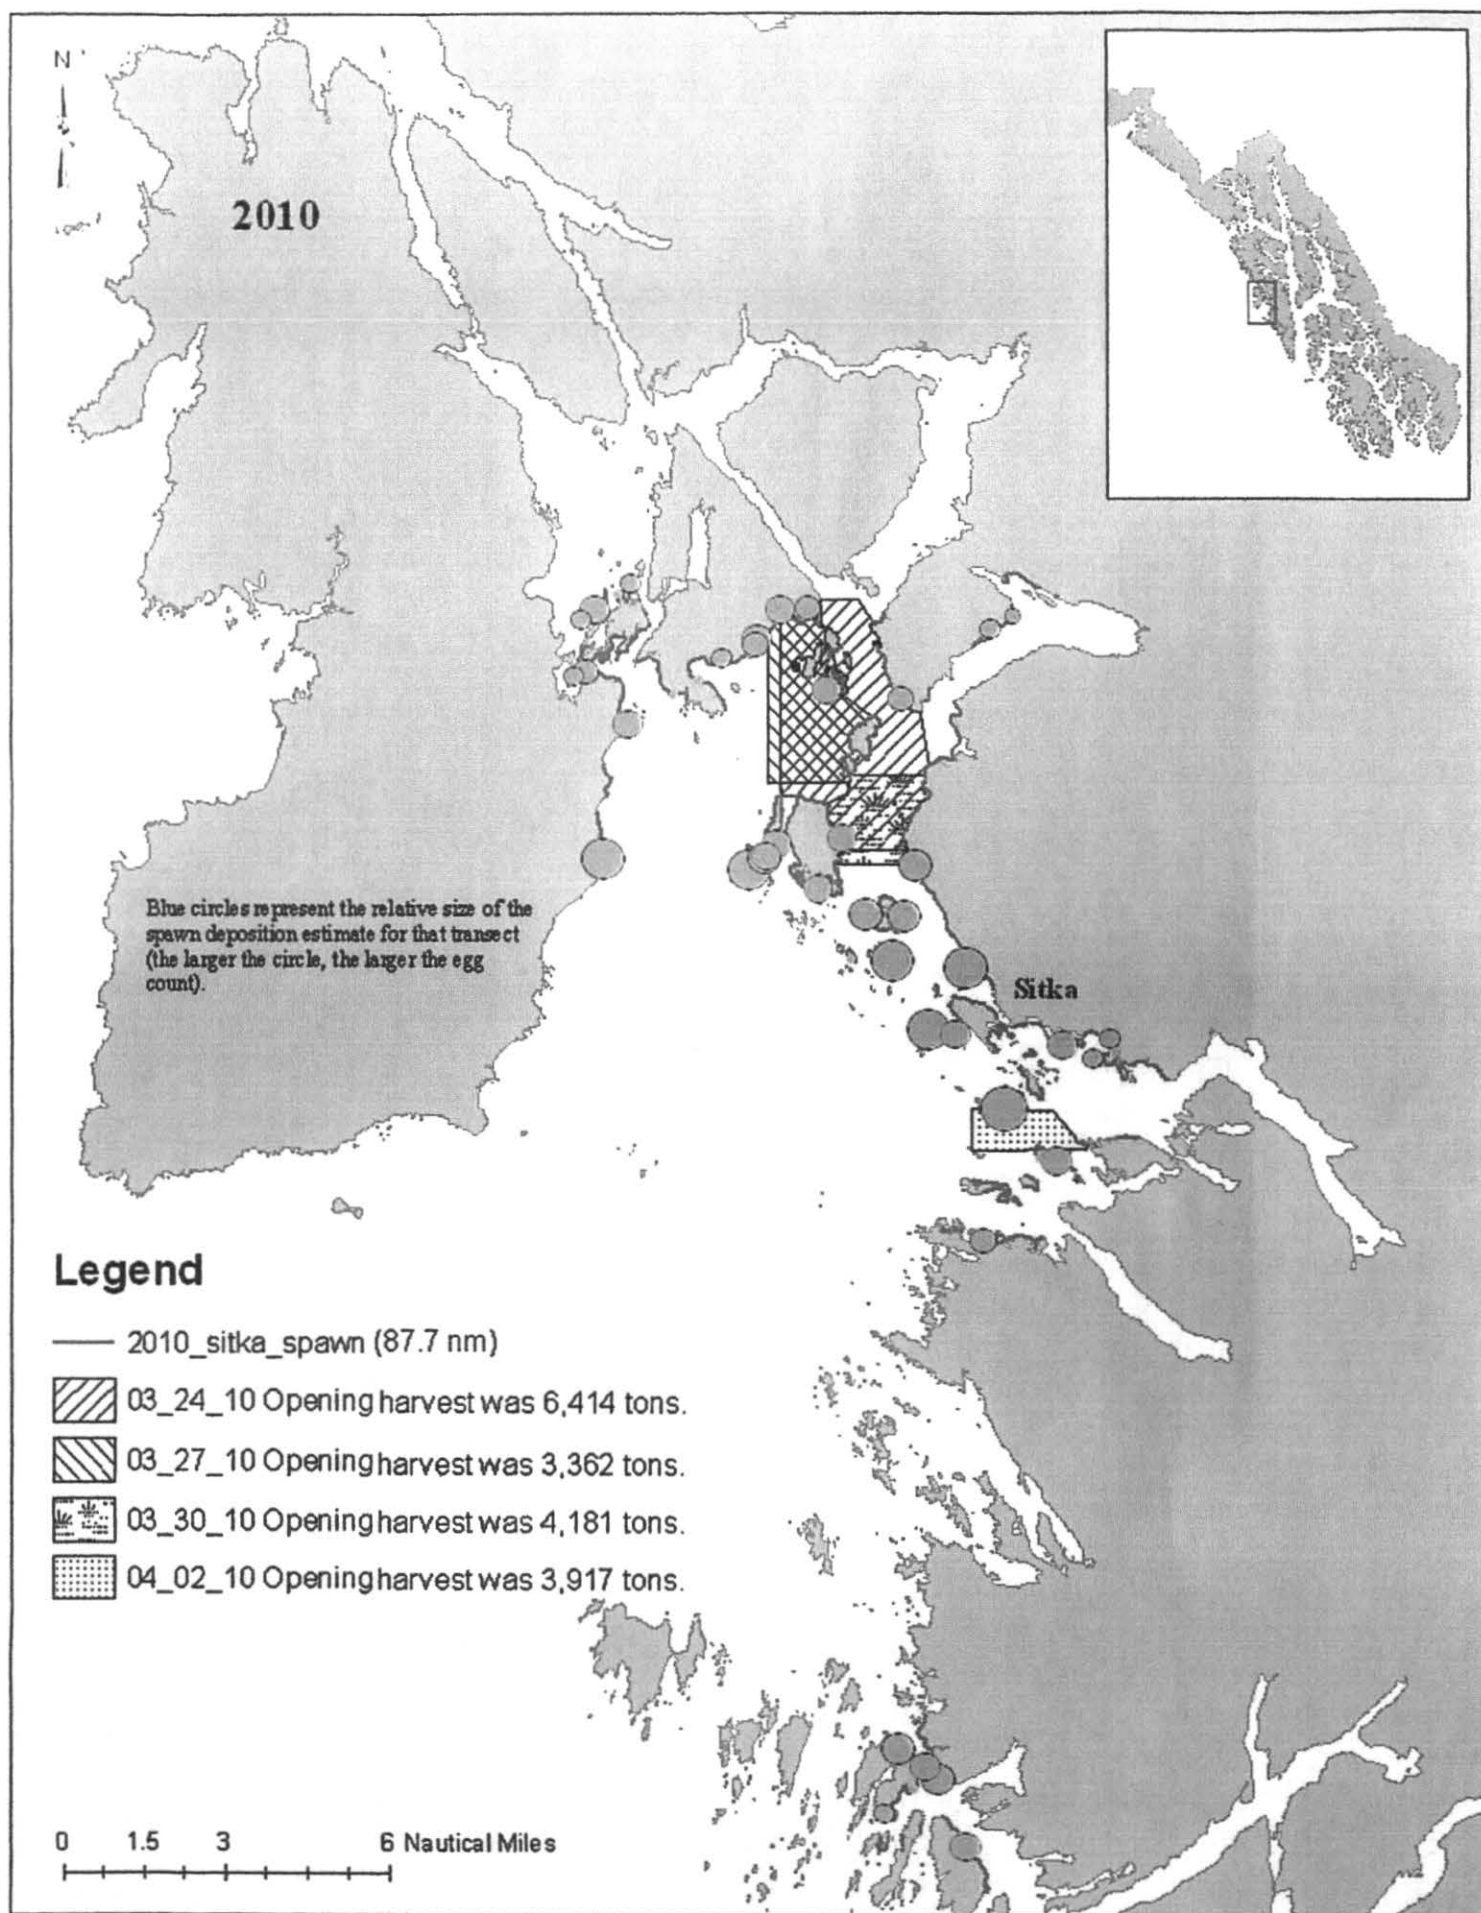 N
2010
Blue circles represent the relative size of the
spawn deposition estimate for that transect
(the larger the circle, the larger the egg
count).
Sitka
Legend
2010_sitka_spawn (87.7 nm)
03_24_10 Opening harvest was 6,414 tons.
03_27_10 Opening harvest was 3,362 tons.
03_30_10 Opening harvest was 4,181 tons.
04_02_10 Opening harvest was 3,917 tons.
0 1.5 3 6 Nautical Miles